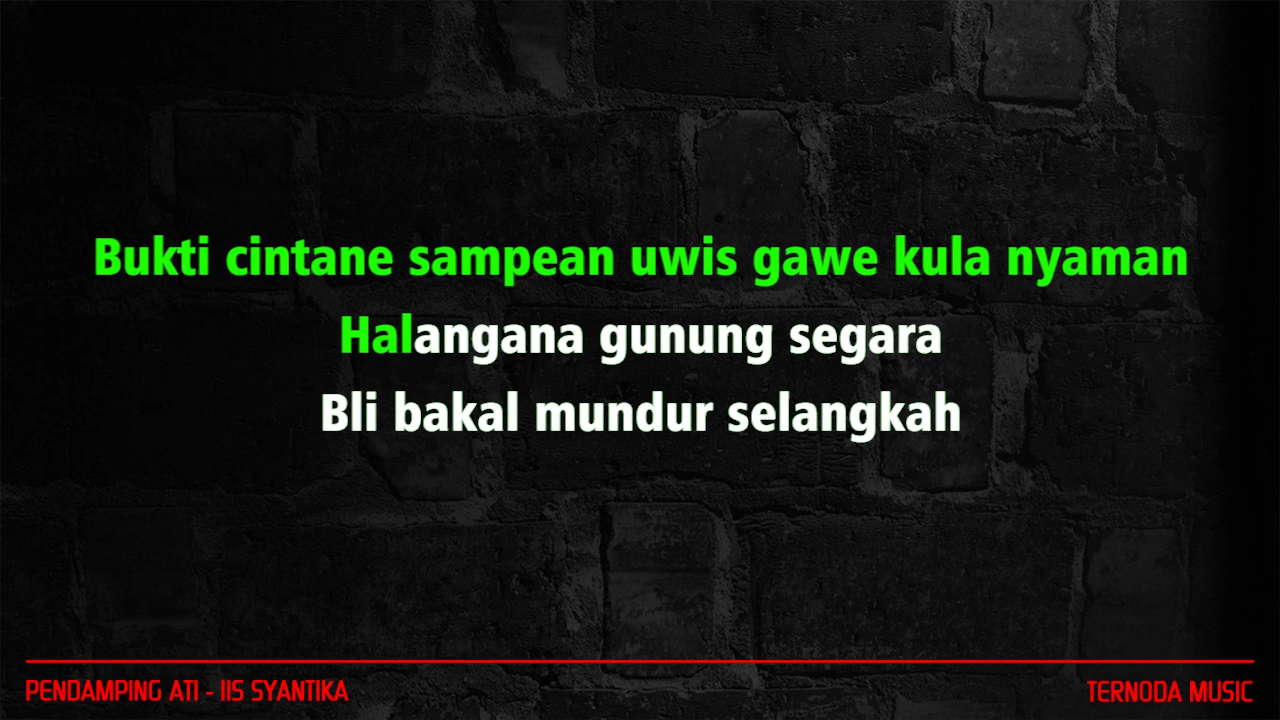 Bukti cintane sampean uwis gawe kula nyaman
Halangana gunung segara
Bli bakal mundur selangkah
PENDAMPING ATI - IIS SYANTIKA
TERNODA MUSIC